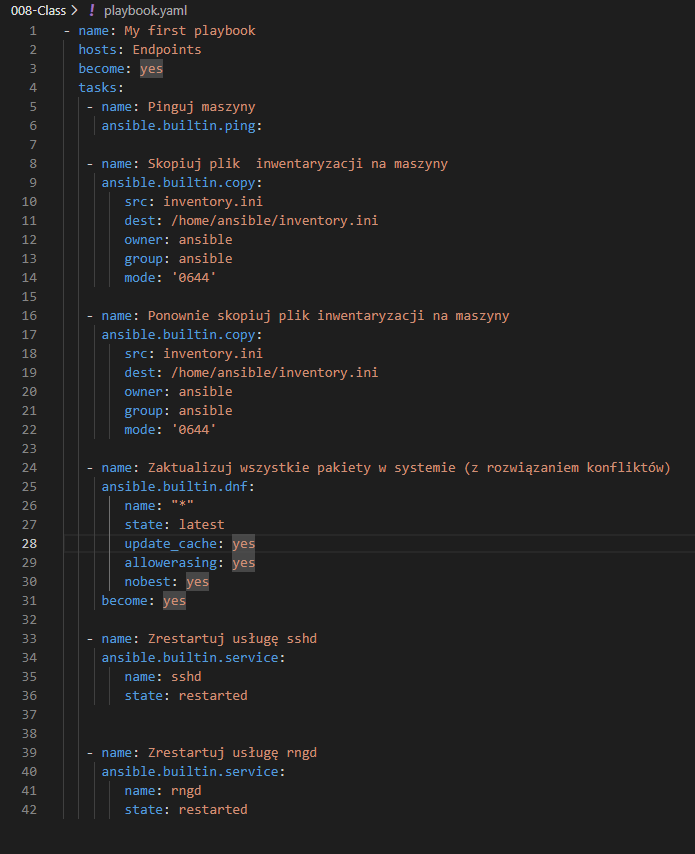 008-Class > ! playbook.yaml
1 - name: My first playbook
2   hosts: Endpoints
3   become: yes
4   tasks:
5    - name: Pinguj maszyny
6      ansible.builtin.ping:
7
8    - name: Skopiuj plik  inwentaryzacji na maszyny
9      ansible.builtin.copy:
10        src: inventory.ini
11        dest: /home/ansible/inventory.ini
12        owner: ansible
13        group: ansible
14        mode: '0644'
15
16    - name: Ponownie skopiuj plik inwentaryzacji na maszyny
17      ansible.builtin.copy:
18        src: inventory.ini
19        dest: /home/ansible/inventory.ini
20        owner: ansible
21        group: ansible
22        mode: '0644'
23
24    - name: Zaktualizuj wszystkie pakiety w systemie (z rozwiązaniem konfliktów)
25      ansible.builtin.dnf:
26        name: "*"
27        state: latest
28        update_cache: yes
29        allowerasing: yes
30        nobest: yes
31      become: yes
32
33    - name: Zrestartuj usługę sshd
34      ansible.builtin.service:
35        name: sshd
36        state: restarted
37
38
39    - name: Zrestartuj usługę rngd
40      ansible.builtin.service:
41        name: rngd
42        state: restarted